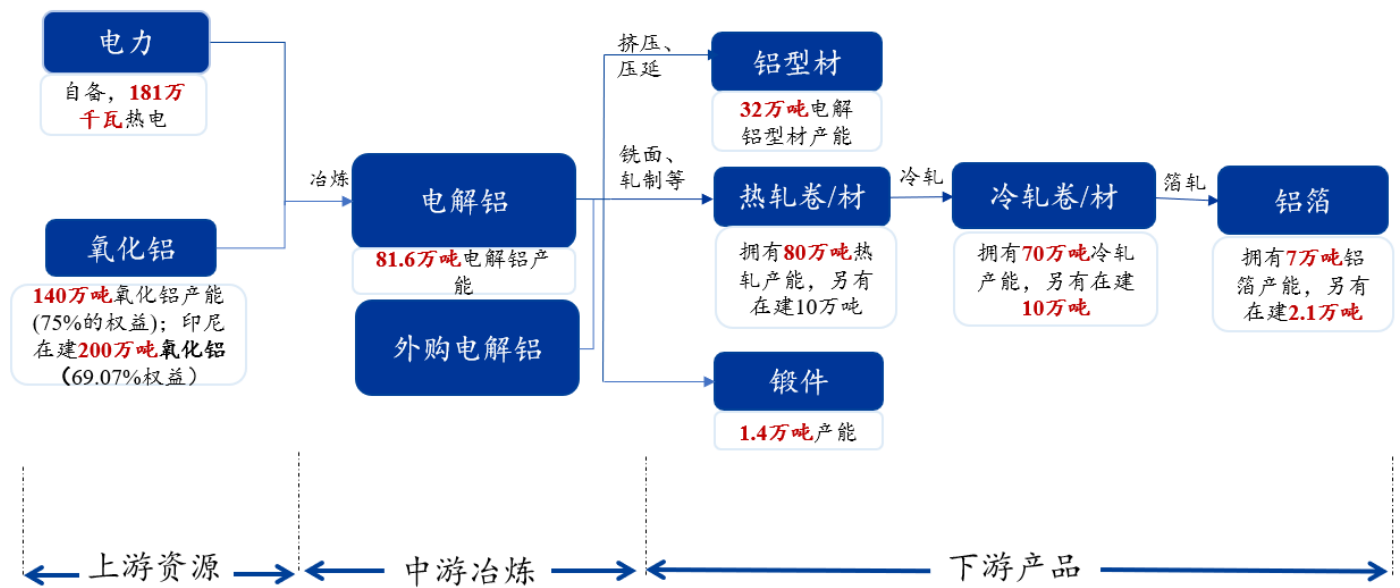 电力
自备，181万
千瓦热电
氧化铝
140万吨氧化铝产能
(75%的权益)；印尼
在建200万吨氧化铝
（69.07%权益）
冶炼
电解铝
81.6万吨电解铝产
能
外购电解铝
挤压、
压延
铝型材
32万吨电解
铝型材产能
铣面、
轧制等
热轧卷/材
拥有80万吨热
轧产能，另有
在建10万吨
冷轧
冷轧卷/材
拥有70万吨冷轧
产能，另有在建
10万吨
箔轧
铝箔
拥有7万吨铝
箔产能，另有
在建2.1万吨
锻件
1.4万吨产能
上游资源
中游冶炼
下游产品